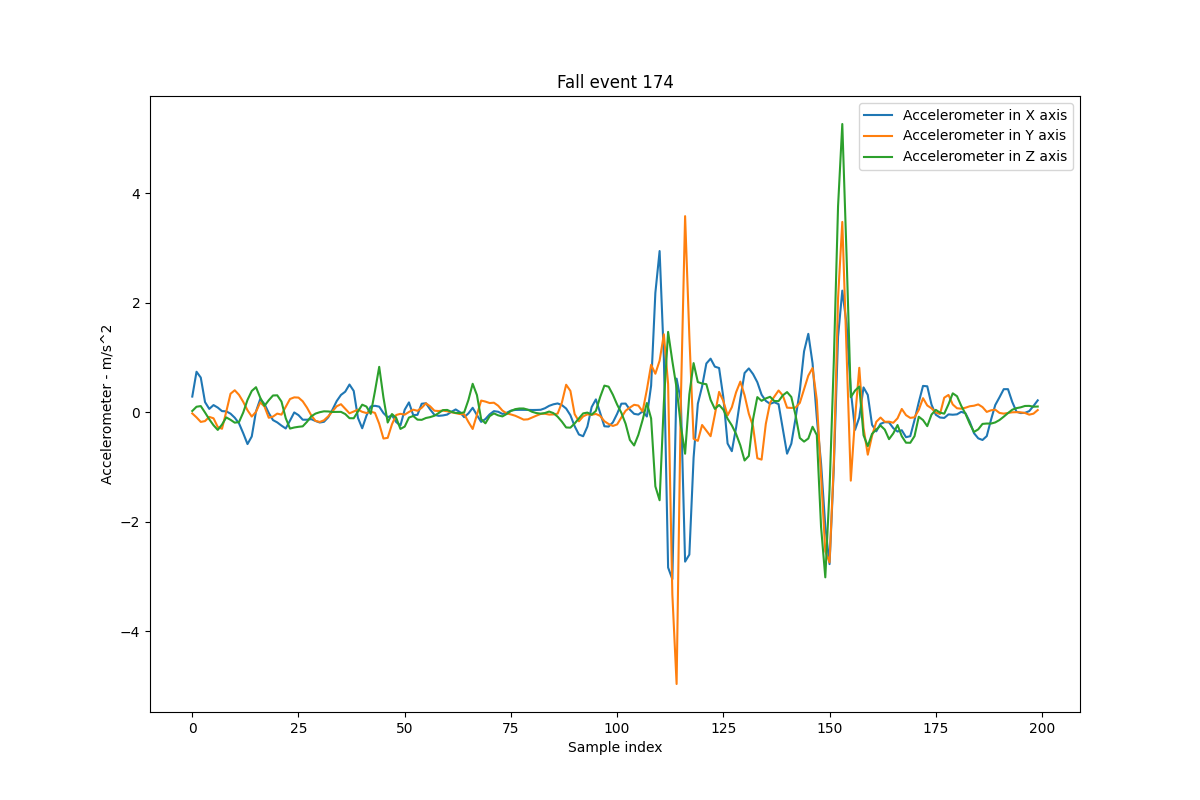 Fall event 174
Accelerometer in X axis
Accelerometer in Y axis
Accelerometer in Z axis
Accelerometer - m/s^2
4
2
0
−2
−4
0 25 50 75 100 125 150 175 200
Sample index